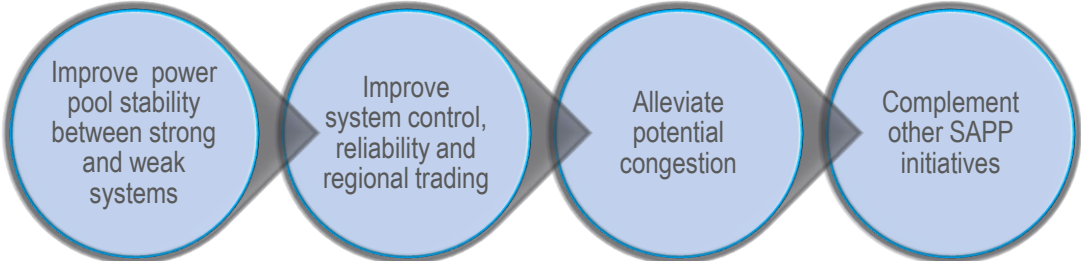 Improve power
pool stability
between strong
and weak
systems
Improve
system control,
reliability and
regional trading
Alleviate
potential
congestion
Complement
other SAPP
initiatives